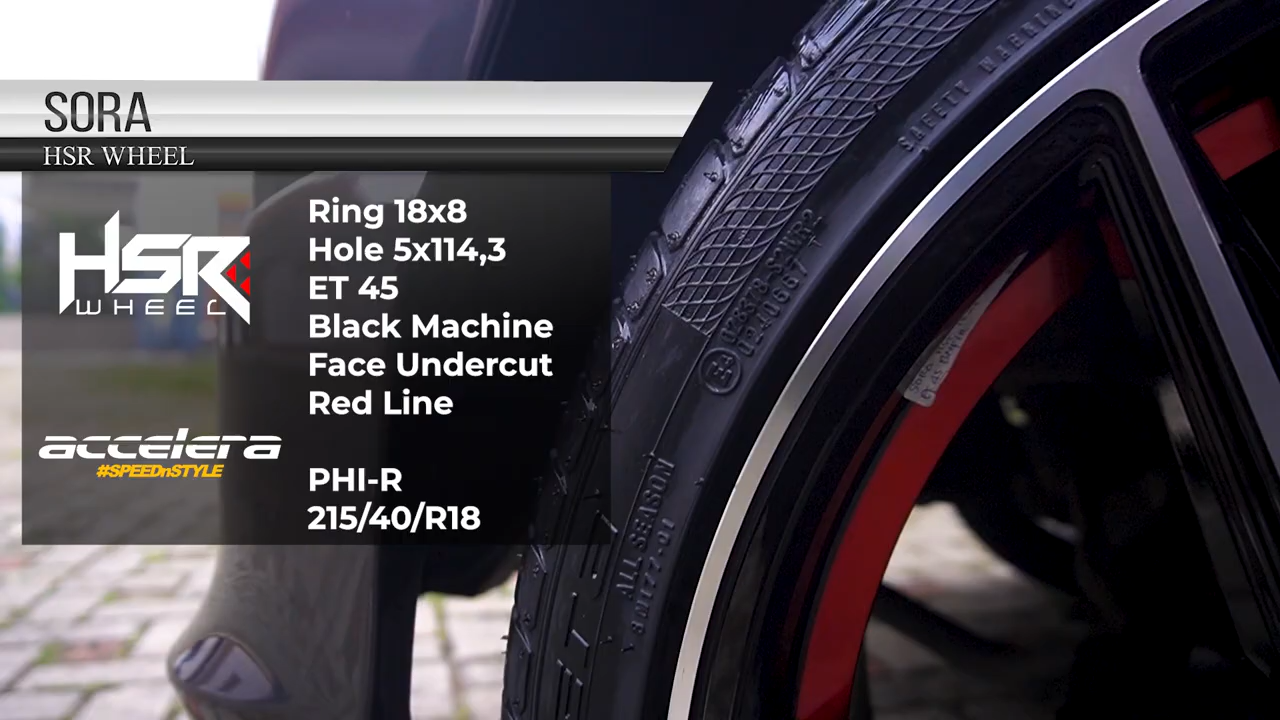 SORA
HSR WHEEL
HSR
WHEEL
Ring 18x8
Hole 5x114,3
ET 45
Black Machine
Face Undercut
Red Line
accelera
#SPEEDnSTYLE
PHI-R
215/40/R18
SAFETY WARNING
ALL SEASON